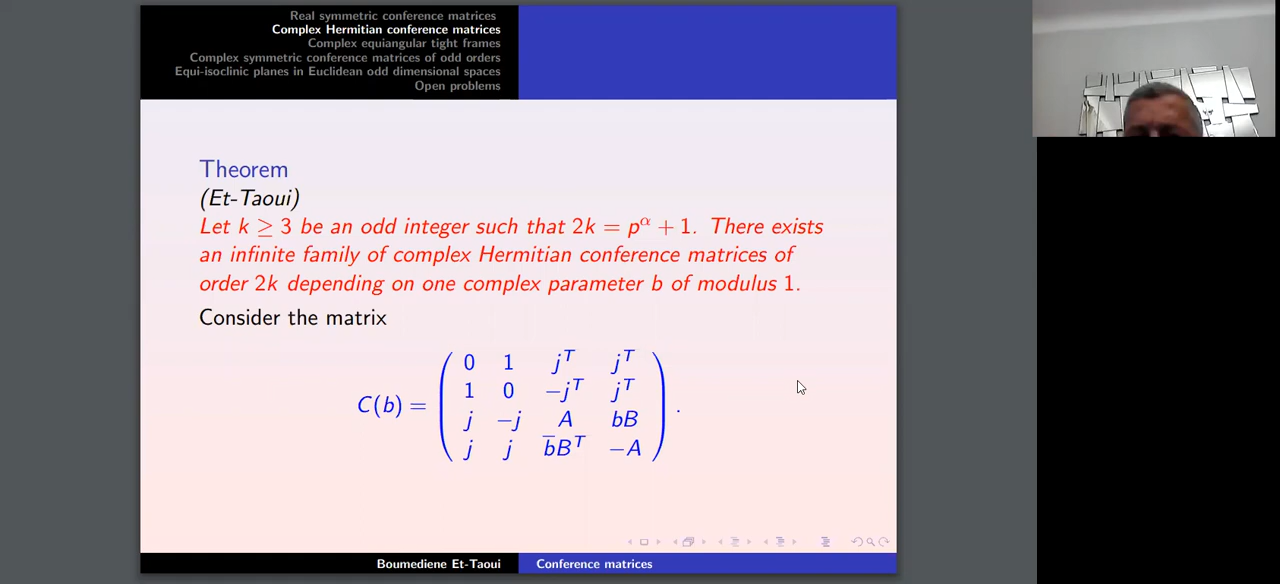 Real symmetric conference matrices
Complex Hermitian conference matrices
Complex equiangular tight frames
Complex symmetric conference matrices of odd orders
Equi-isoclinic planes in Euclidean odd dimensional spaces
Open problems
Theorem
(Et-Taoui)
Let k ≥ 3 be an odd integer such that 2k = p^α + 1. There exists
an infinite family of complex Hermitian conference matrices of
order 2k depending on one complex parameter b of modulus 1.
Consider the matrix
0 1 j^T j^T
1 0 −j^T j^T
C(b) =
j −j A bB .
j j b̅B^T −A
Boumediene Et-Taoui Conference matrices